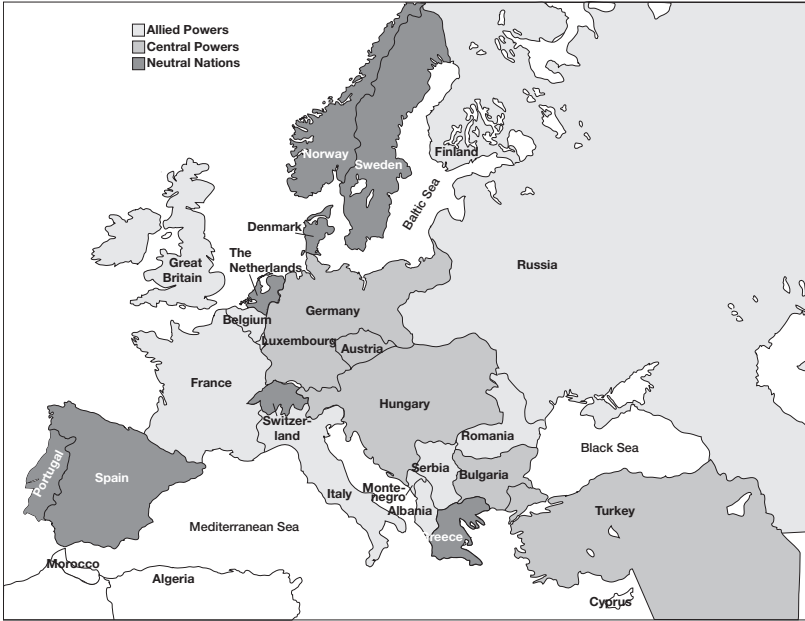 Allied Powers
Central Powers
Neutral Nations
Norway
Sweden
Finland
Baltic Sea
Denmark
The
Netherlands
Great
Britain
Russia
Belgium
Germany
Luxembourg
Austria
France
Hungary
Switzer-
land
Romania
Black Sea
Portugal
Spain
Italy
Serbia
Bulgaria
Monte-
negro
Albania
Greece
Turkey
Mediterranean Sea
Morocco
Algeria
Cyprus